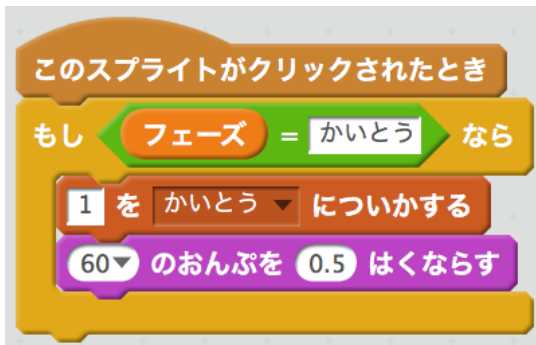 このスプライトがクリックされたとき
もし フェーズ = かいとう なら
1 を かいとう についかする
60 のおんぷを 0.5 はくならす